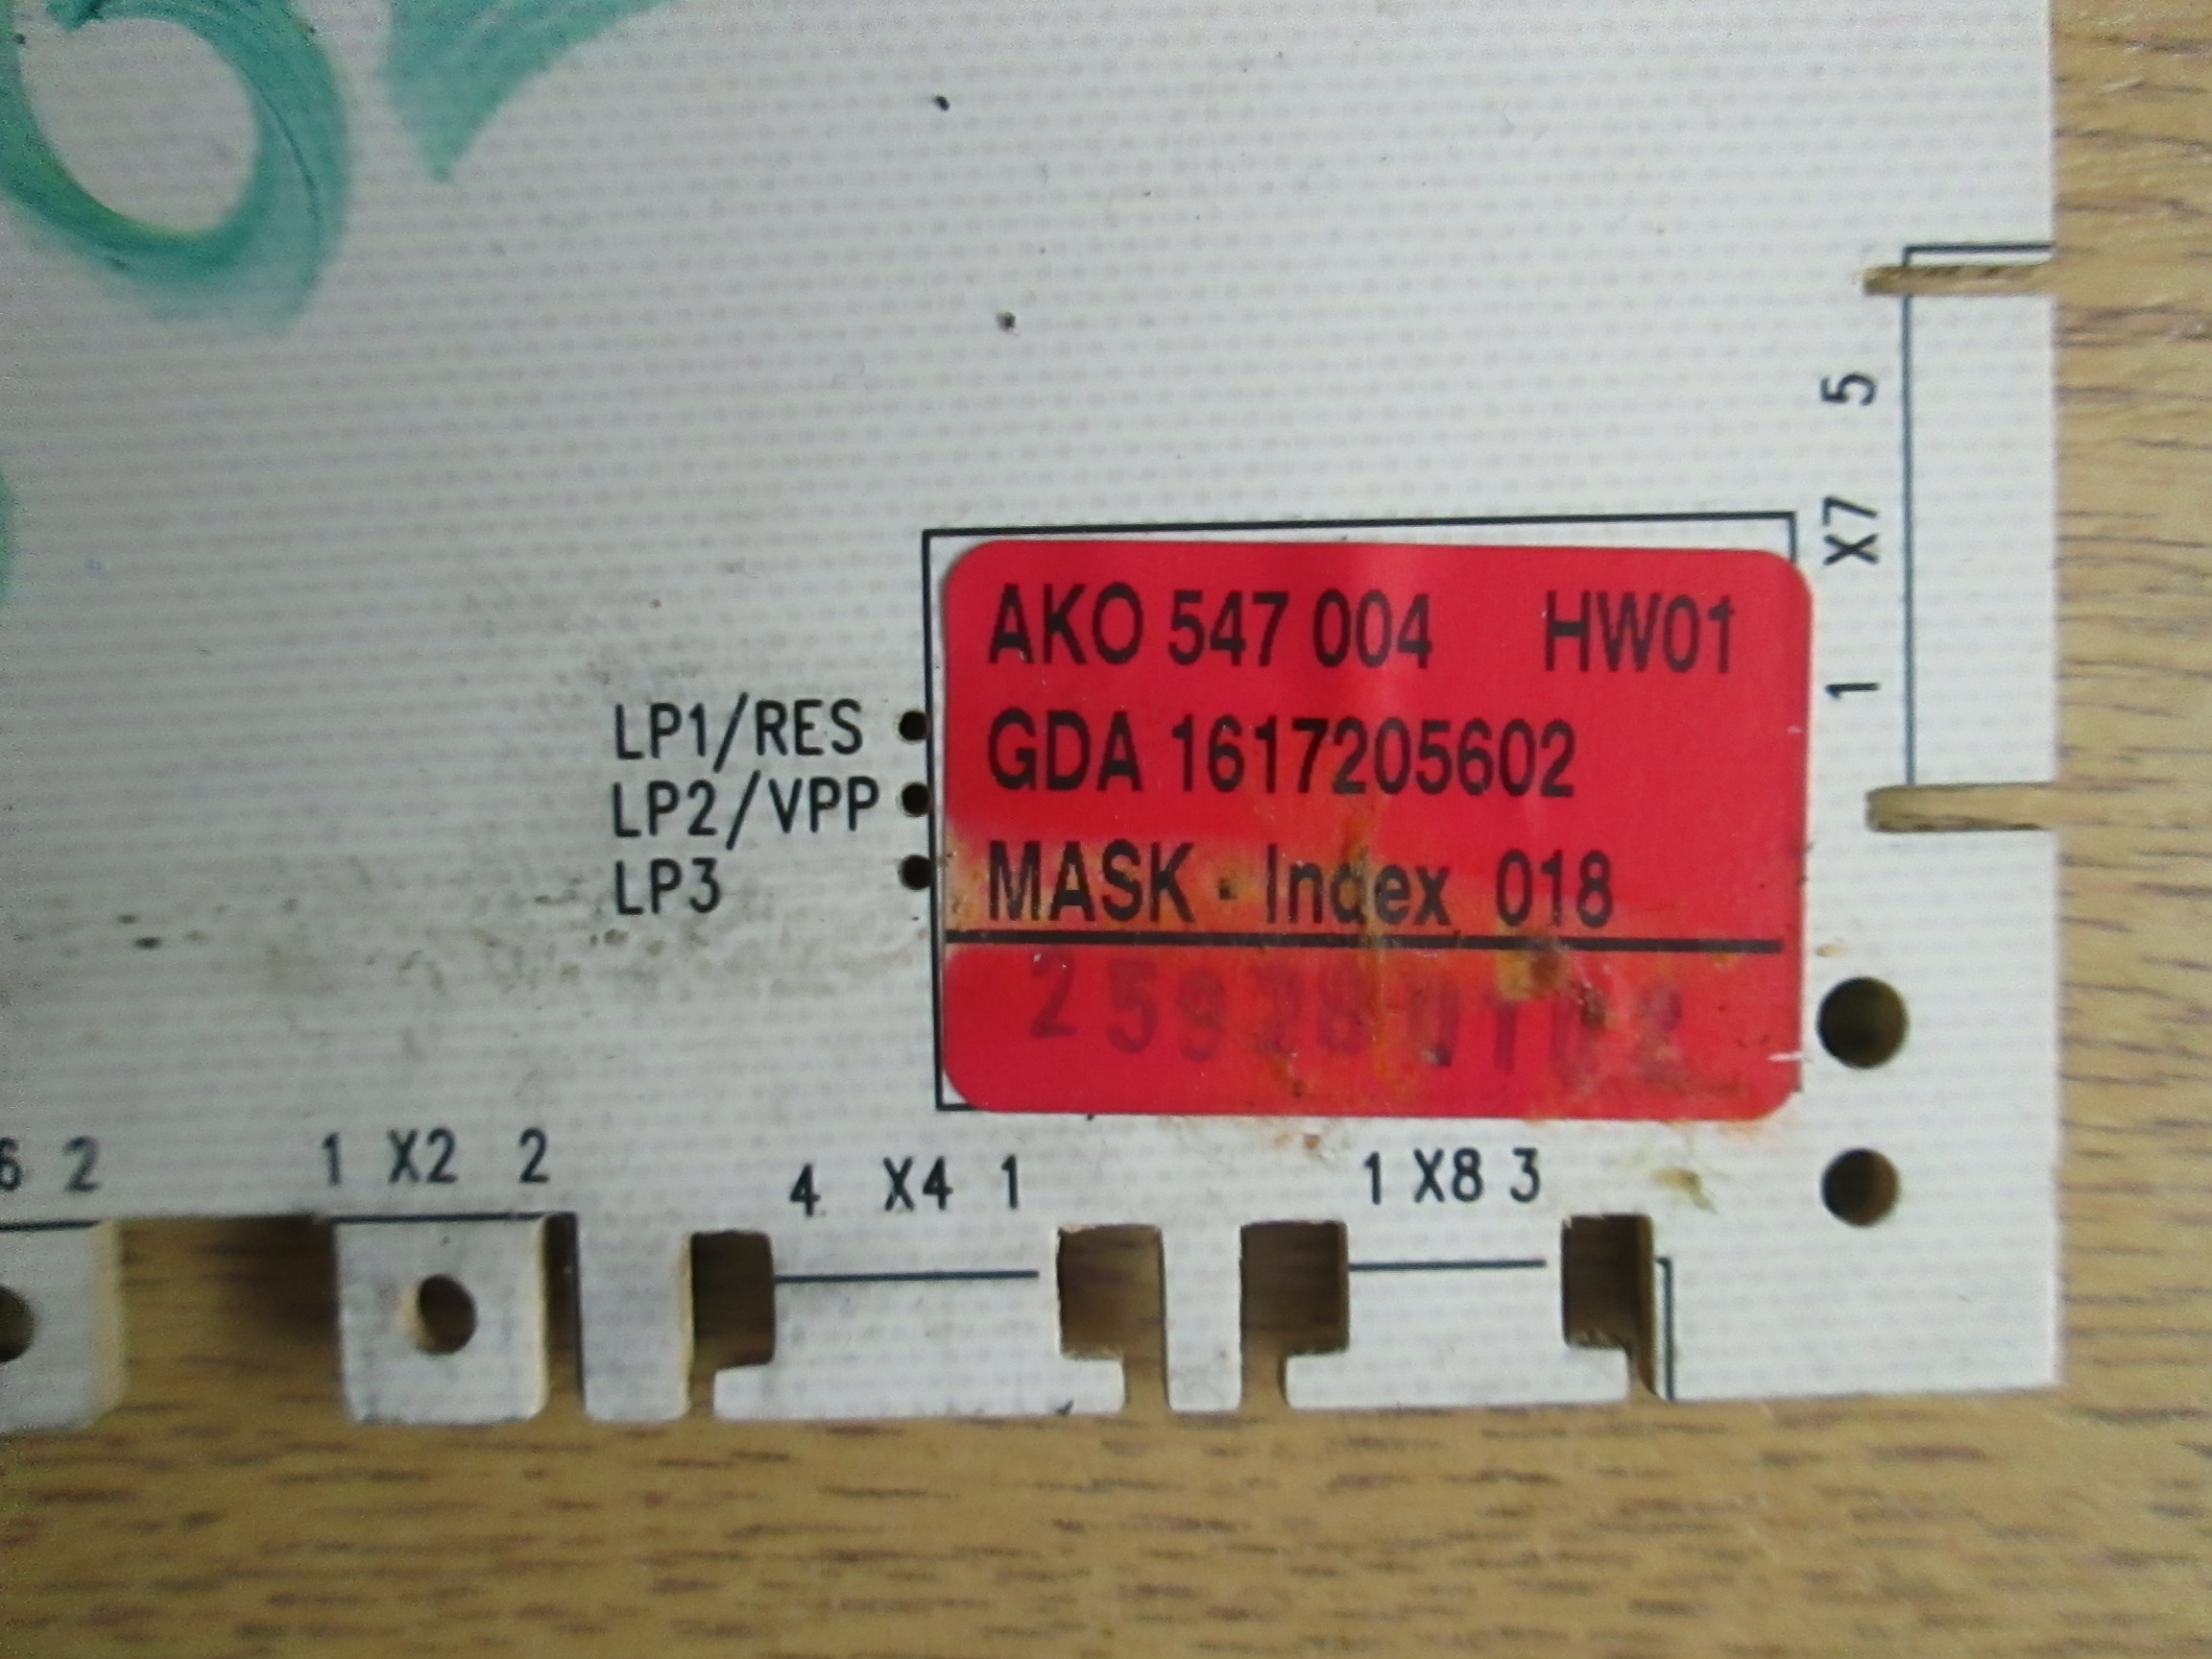 5
X7
1
AKO 547 004 HW01
GDA 1617205602
MASK - Index 018
LP1/RES
LP2/VPP
LP3
6 2
1 X2 2
4 X4 1
1 X8 3